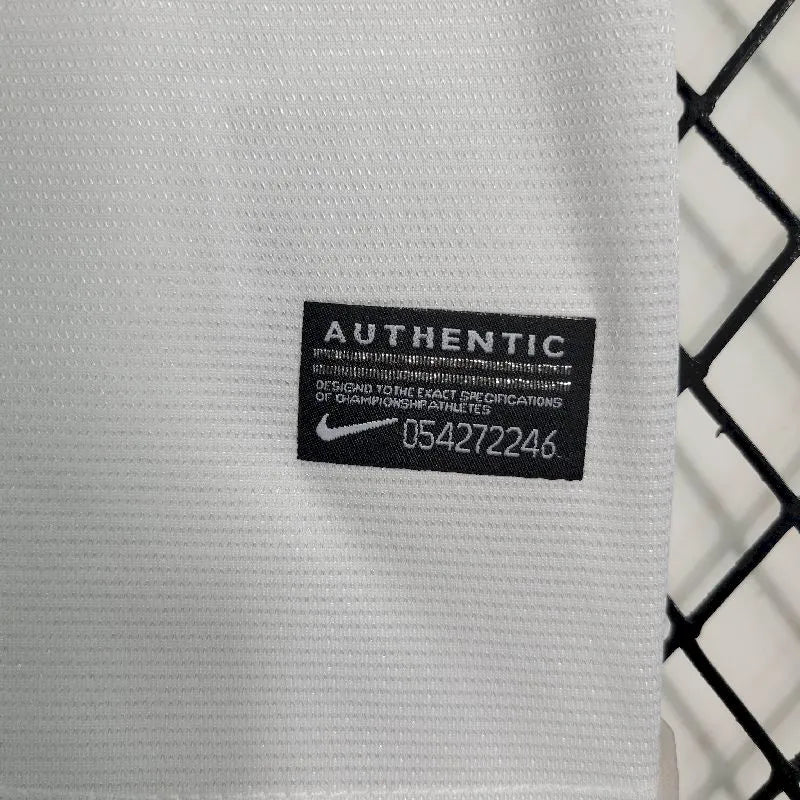 AUTHENTIC
DESIGND TO THE EXACT SPECIFICATIONS
OF CHAMPIONSHIP ATHLETES
054272246